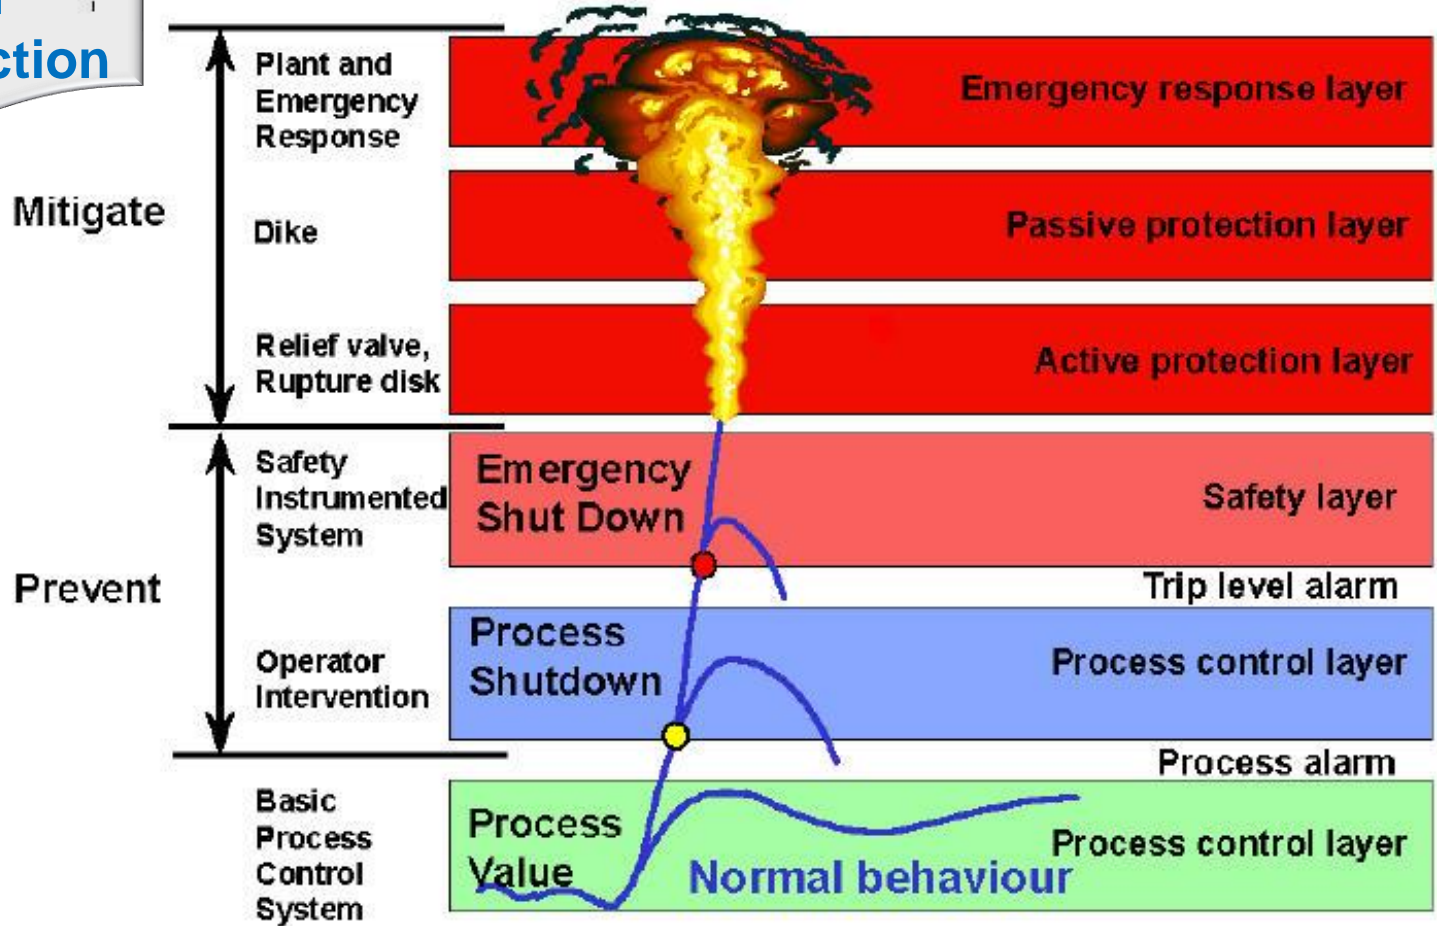 ction
Plant and
Emergency
Response
Emergency response layer
Mitigate
Dike
Passive protection layer
Relief valve,
Rupture disk
Active protection layer
Safety
Instrumented
System
Emergency
Shut Down
Safety layer
Trip level alarm
Prevent
Operator
Intervention
Process
Shutdown
Process control layer
Process alarm
Basic
Process
Control
System
Process
Value
Normal behaviour
Process control layer